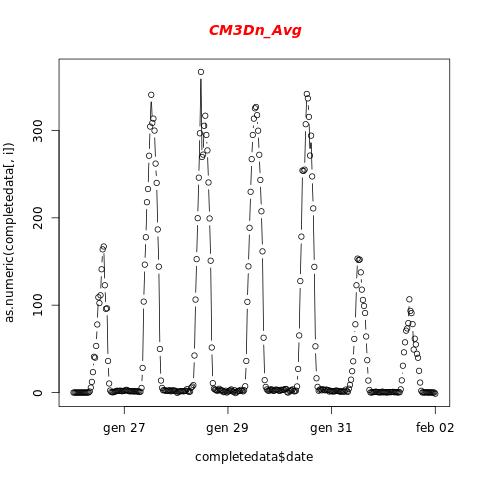 CM3Dn_Avg
as.numeric(completedata[, i])
300
200
100
0
gen 27
gen 29
gen 31
feb 02
completedata$date